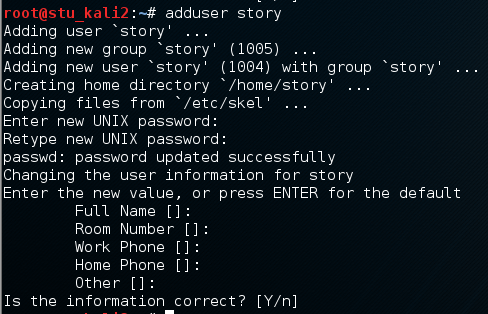 root@stu_kali2:~# adduser story
Adding user `story' ...
Adding new group `story' (1005) ...
Adding new user `story' (1004) with group `story' ...
Creating home directory `/home/story' ...
Copying files from `/etc/skel' ...
Enter new UNIX password:
Retype new UNIX password:
passwd: password updated successfully
Changing the user information for story
Enter the new value, or press ENTER for the default
Full Name []:
Room Number []:
Work Phone []:
Home Phone []:
Other []:
Is the information correct? [Y/n]